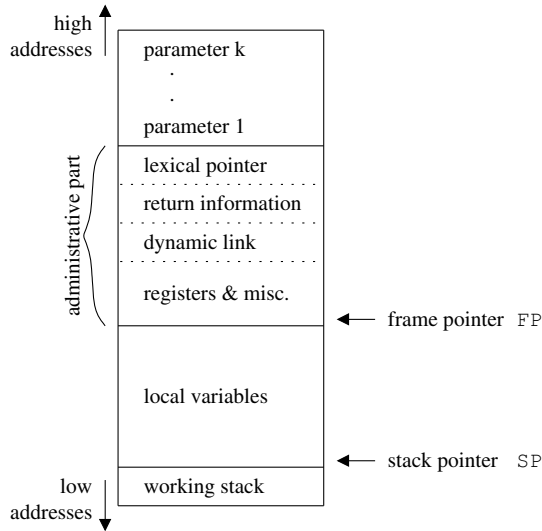 high
addresses
parameter k
.
.
parameter 1
administrative part
lexical pointer
return information
dynamic link
registers & misc.
frame pointer FP
local variables
stack pointer SP
low
addresses
working stack